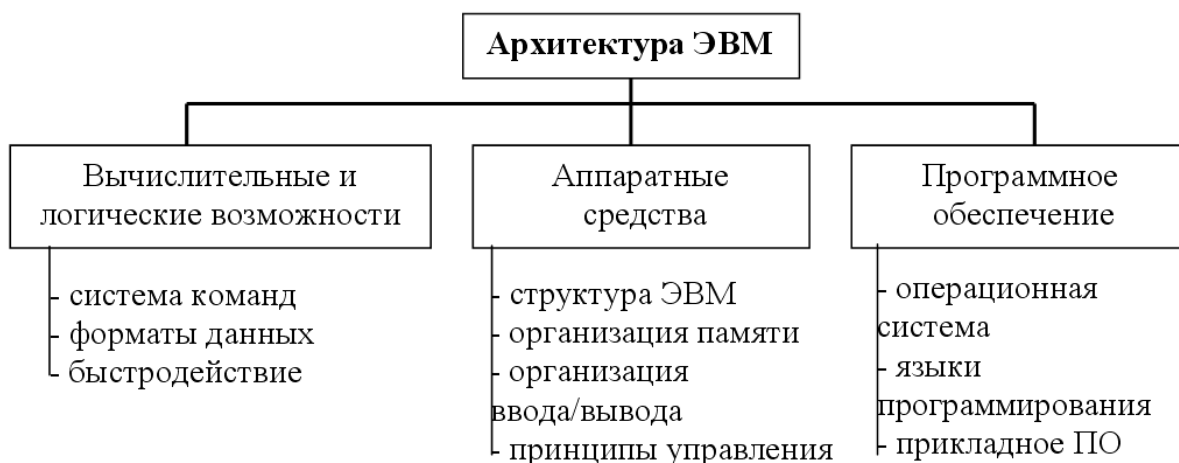 Архитектура ЭВМ
Вычислительные и
логические возможности
- система команд
- форматы данных
- быстродействие
Аппаратные
средства
- структура ЭВМ
- организация памяти
- организация
ввода/вывода
- принципы управления
Программное
обеспечение
- операционная
система
- языки
программирования
- прикладное ПО